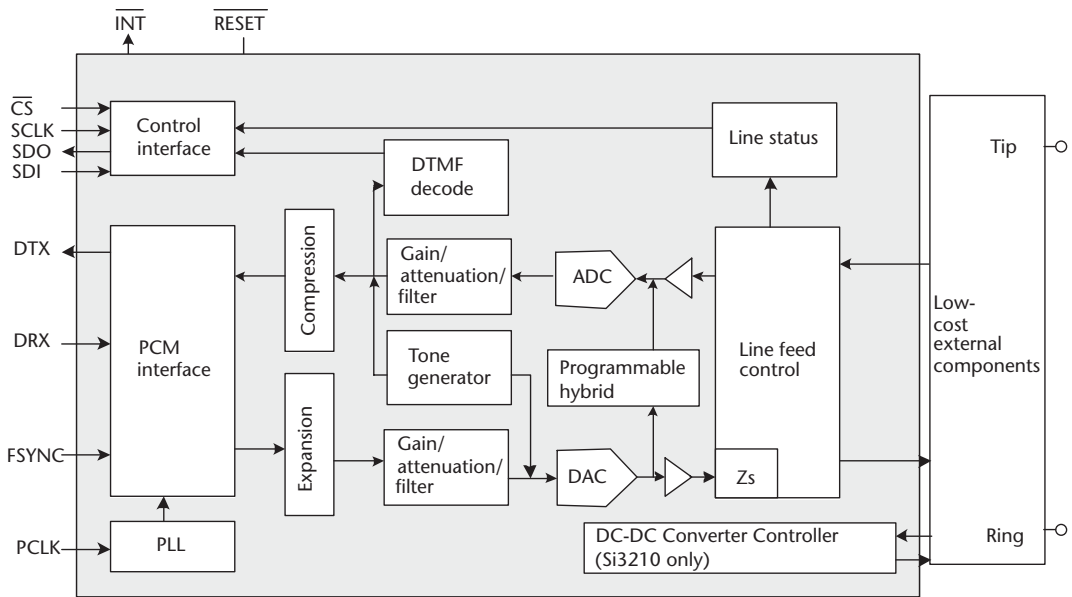 INT
RESET
CS
SCLK
SDO
SDI
Control
interface
Line status
Tip
DTMF
decode
DTX
Compression
Gain/
attenuation/
filter
ADC
DRX
PCM
interface
Tone
generator
Programmable
hybrid
Line feed
control
Low-
cost
external
components
FSYNC
Expansion
Gain/
attenuation/
filter
DAC
Zs
PCLK
PLL
DC-DC Converter Controller
(Si3210 only)
Ring